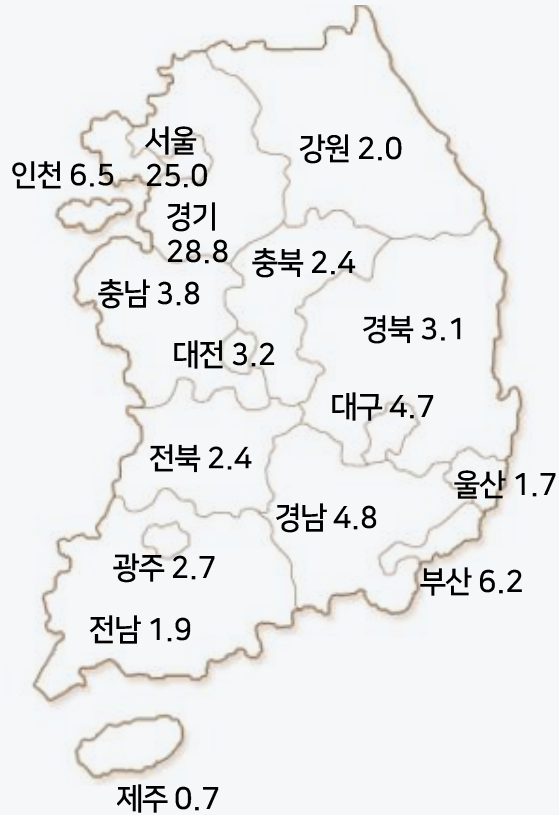 서울
25.0
강원 2.0
인천 6.5
경기
28.8
충북 2.4
충남 3.8
경북 3.1
대전 3.2
대구 4.7
전북 2.4
울산 1.7
경남 4.8
광주 2.7
부산 6.2
전남 1.9
제주 0.7